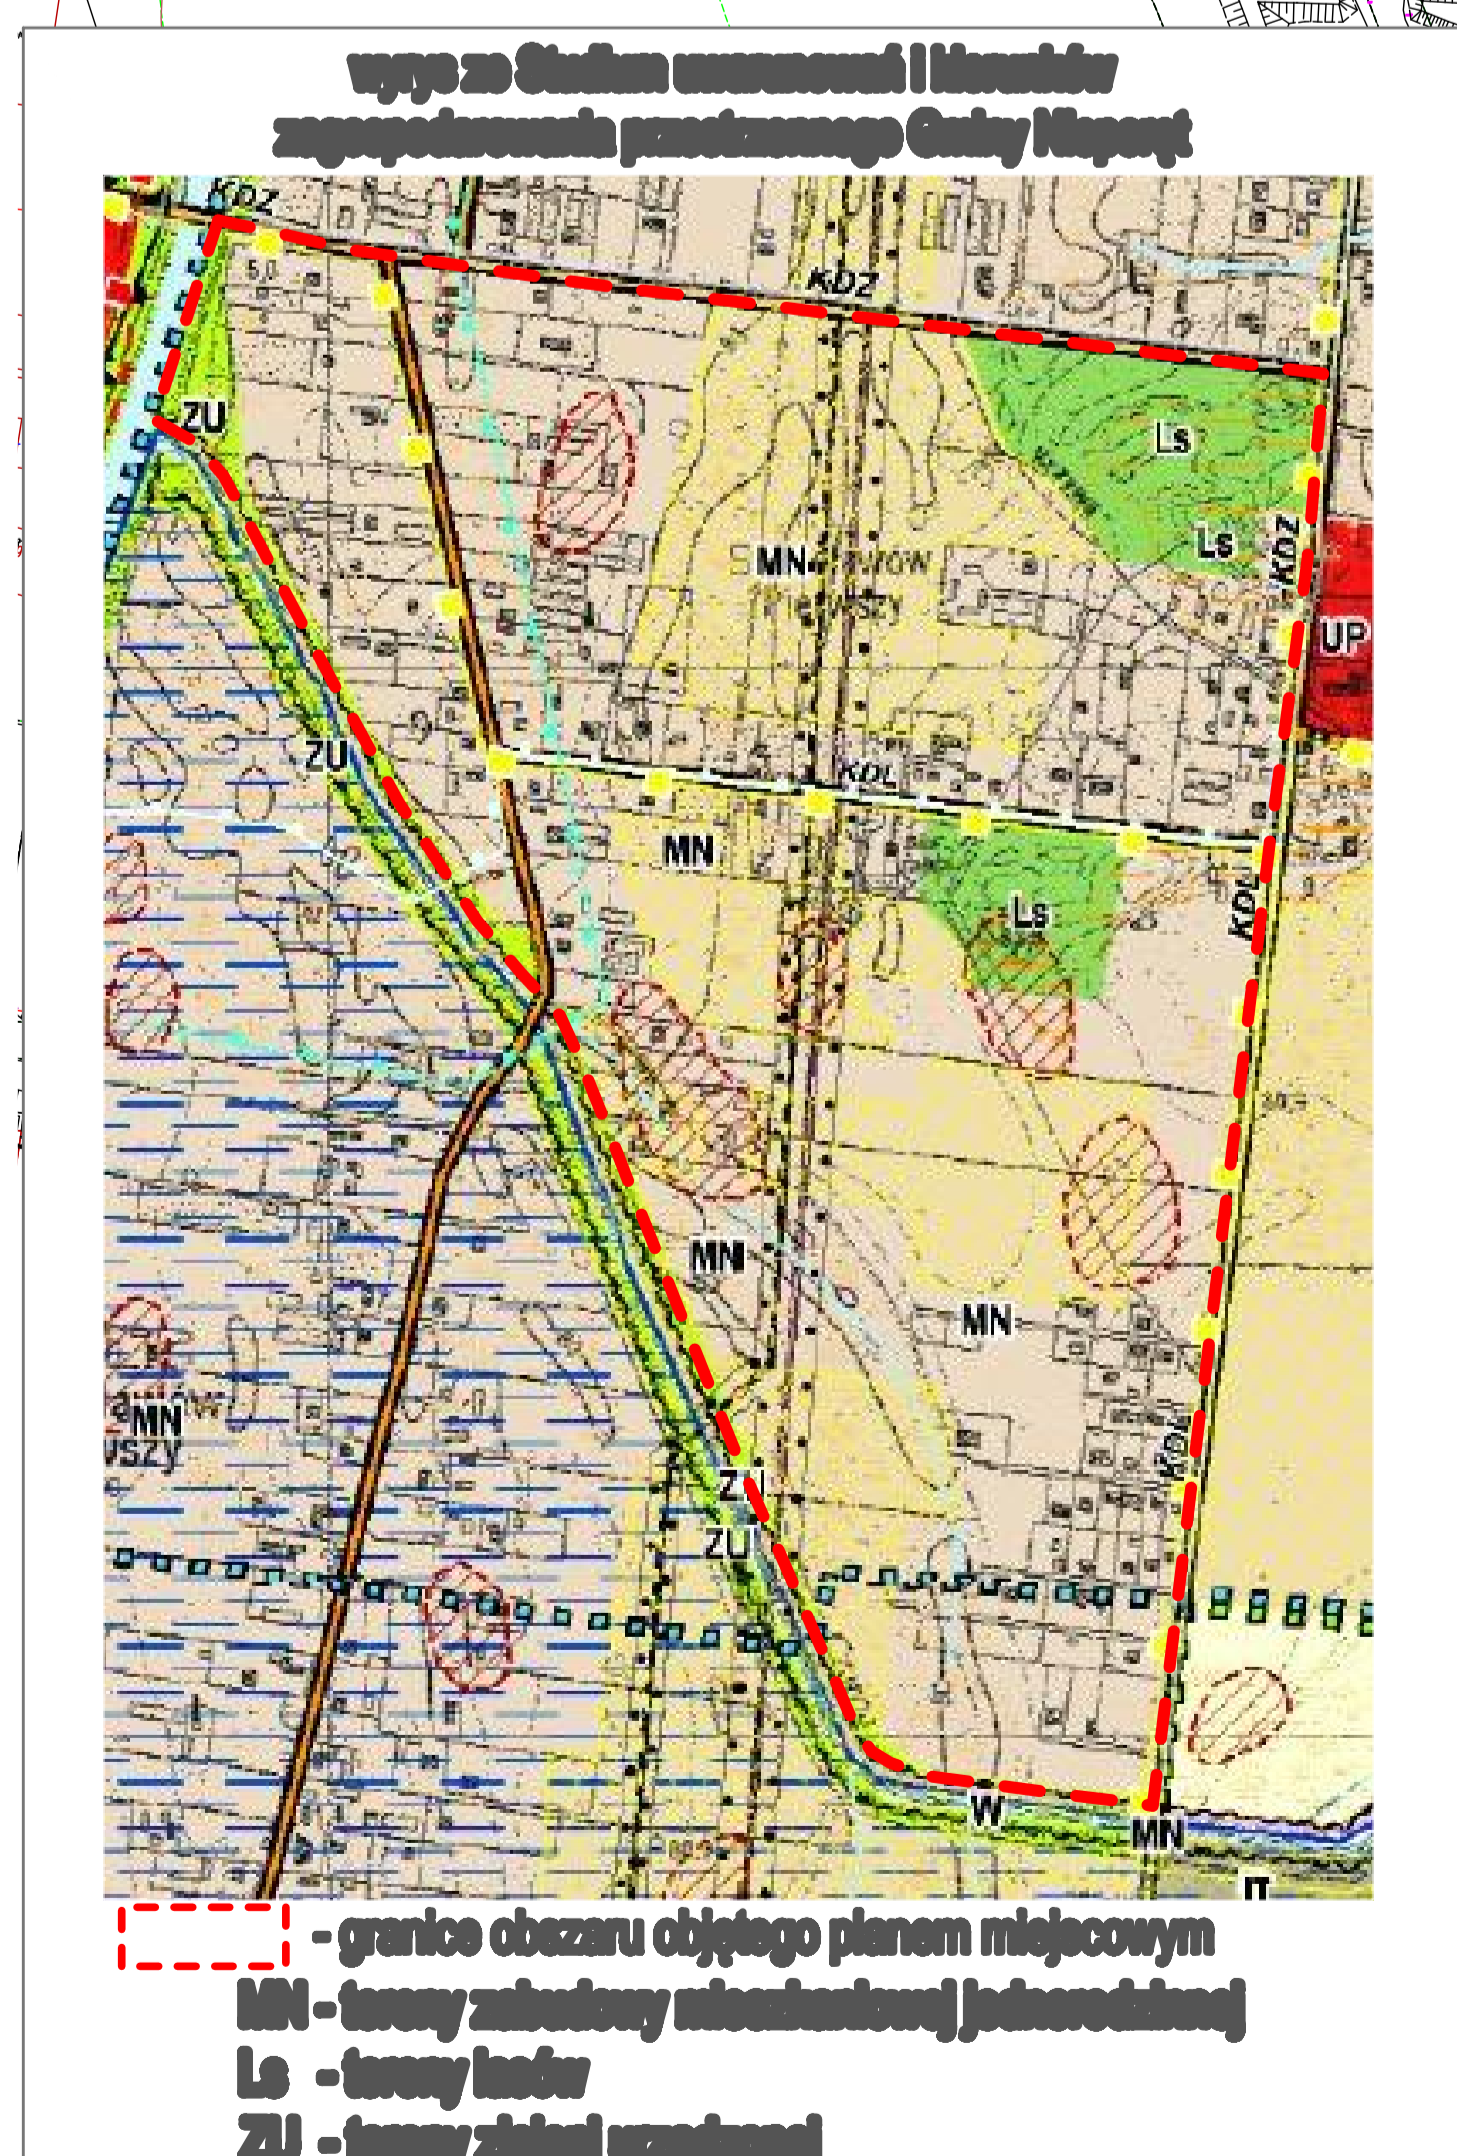 wyrys ze Studium uwarunkowań i kierunków
zagospodarowania przestrzennego Gminy Nieporęt
KDZ
5,0
KDZ
ZU
Ls
Ls
KDZ
MN
UP
ZU
KDL
MN
Ls
KDL
MN
MN
MN
KDL
ZU
ZU
W
MN
IT
- granice obszaru objętego planem miejscowym
MN - tereny zabudowy mieszkaniowej jednorodzinnej
Ls - tereny lasów
ZU - tereny zieleni urządzonej